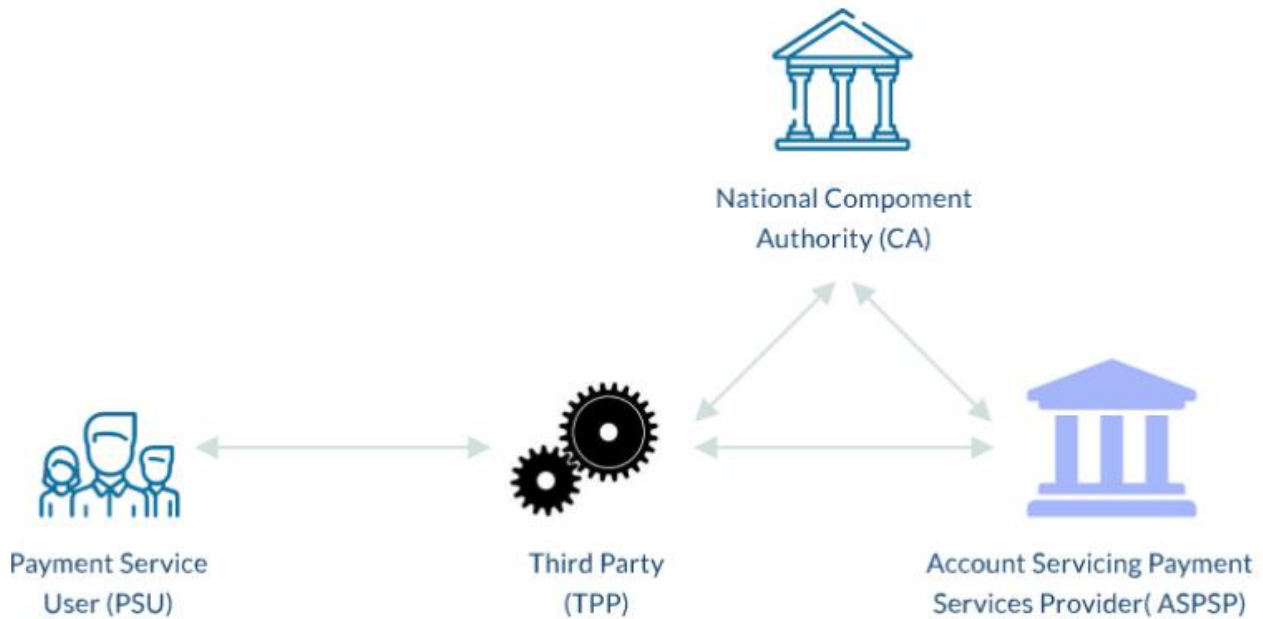 National Compoment
Authority (CA)
Payment Service
User (PSU)
Third Party
(TPP)
Account Servicing Payment
Services Provider( ASPSP)